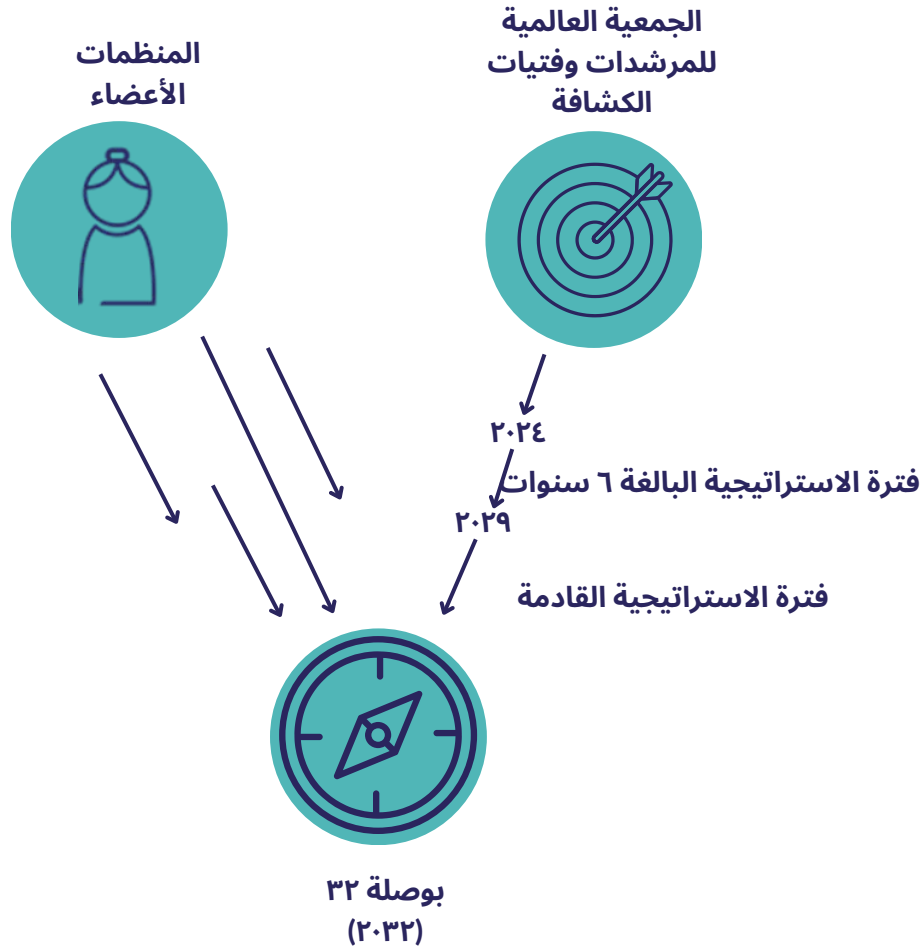 الجمعية العالمية
للمرشدات وفتيات
الكشافة
المنظمات
الأعضاء
٢٠٢٤
فترة الاستراتيجية البالغة ٦ سنوات
٢٠٢٩
فترة الاستراتيجية القادمة
بوصلة ٣٢
(٢٠٣٢)